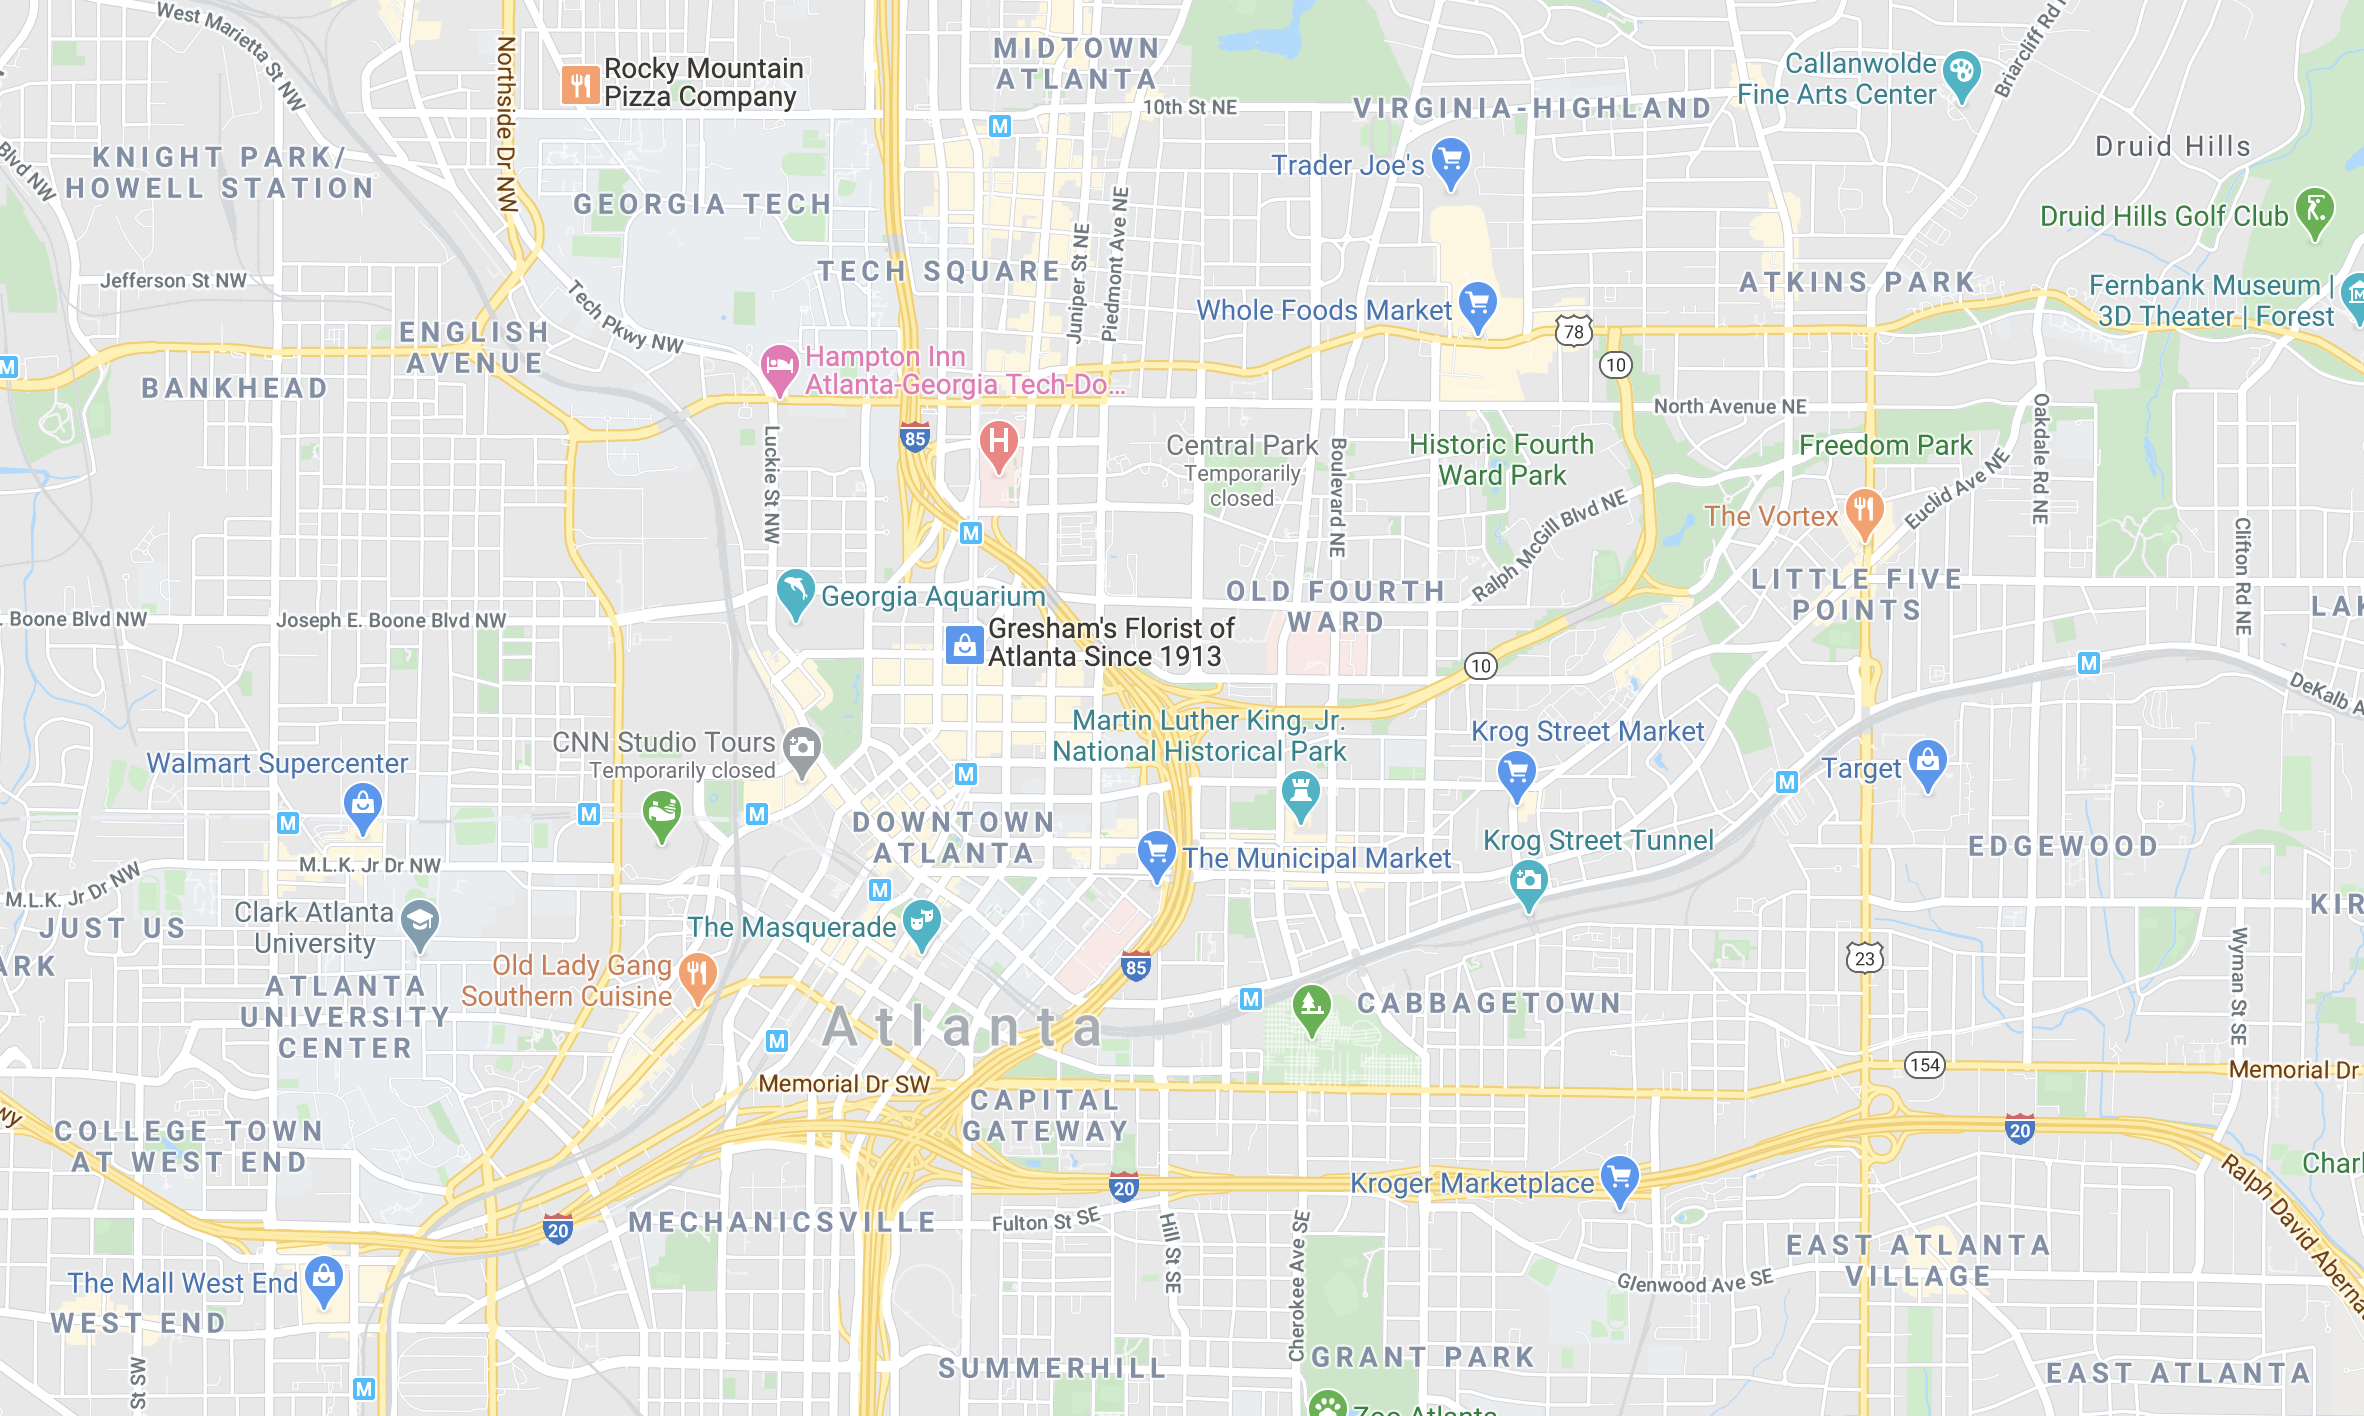 West Marietta St NW
Northside Dr NW
Rocky Mountain
Pizza Company
MIDTOWN
ATLANTA
10th St NE
VIRGINIA-HIGHLAND
Callanwolde
Fine Arts Center
Briarcliff Rd
Druid Hills
KNIGHT PARK/
HOWELL STATION
Blvd NW
GEORGIA TECH
Trader Joe's
Druid Hills Golf Club
Jefferson St NW
TECH SQUARE
Juniper St NE
Piedmont Ave NE
ATKINS PARK
Fernbank Museum |
3D Theater | Forest
Tech Pkwy NW
Whole Foods Market
78
10
ENGLISH
AVENUE
BANKHEAD
Hampton Inn
Atlanta-Georgia Tech-Do...
North Avenue NE
Oakdale Rd NE
85
H
Luckie St NW
Central Park
Temporarily
closed
Boulevard NE
Historic Fourth
Ward Park
Freedom Park
Euclid Ave NE
The Vortex
Ralph McGill Blvd NE
Clifton Rd NE
M
M
M
Georgia Aquarium
OLD FOURTH
WARD
LITTLE FIVE
POINTS
LAK
. Boone Blvd NW
Joseph E. Boone Blvd NW
Gresham's Florist of
Atlanta Since 1913
10
M
DeKalb A
Martin Luther King, Jr.
National Historical Park
Krog Street Market
CNN Studio Tours
Temporarily closed
Walmart Supercenter
M
M
M
M
M
Target
DOWNTOWN
ATLANTA
Krog Street Tunnel
EDGEWOOD
The Municipal Market
M.L.K. Jr Dr NW
M.L.K. Jr Dr NW
M
JUST US
Clark Atlanta
University
The Masquerade
KIR
Wyman St SE
ARK
Old Lady Gang
Southern Cuisine
85
23
ATLANTA
UNIVERSITY
CENTER
M
M
Atlanta
CABBAGETOWN
154
Memorial Dr
Memorial Dr SW
CAPITAL
GATEWAY
COLLEGE TOWN
AT WEST END
20
20
20
Kroger Marketplace
Charl
Ralph David Aberna
MECHANICSVILLE
Fulton St SE
Hill St SE
Cherokee Ave SE
EAST ATLANTA
VILLAGE
Glenwood Ave SE
The Mall West End
WEST END
St SW
M
SUMMERHILL
GRANT PARK
EAST ATLANTA
Zoo Atlanta